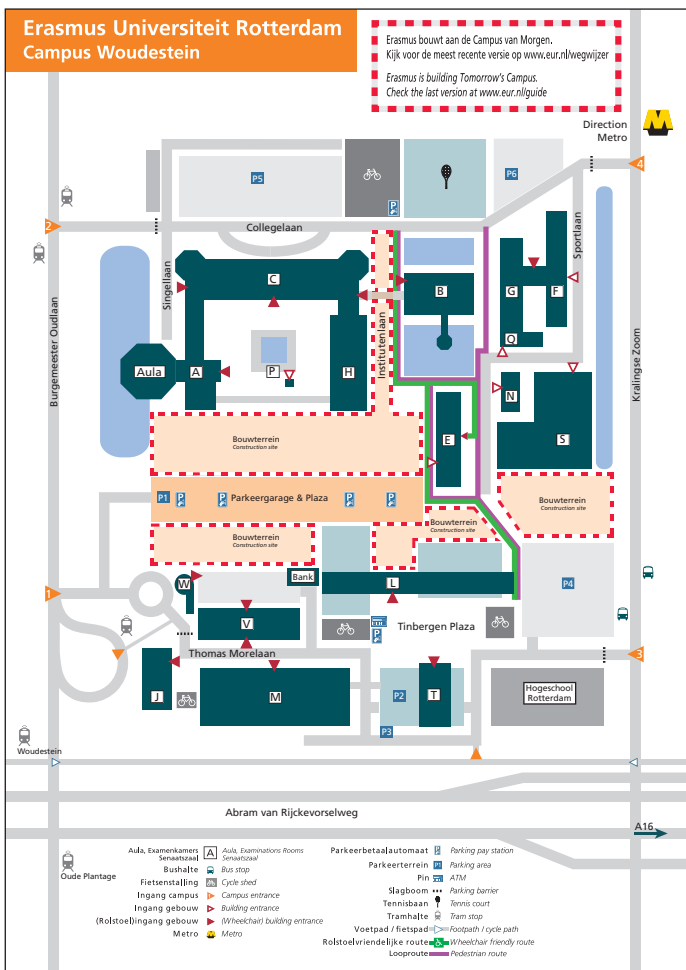 Erasmus Universiteit Rotterdam
Campus Woudestein
Erasmus bouwt aan de Campus van Morgen.
Kijk voor de meest recente versie op www.eur.nl/wegwijzer
Erasmus is building Tomorrow's Campus.
Check the last version at www.eur.nl/guide
Direction
Metro
M
4
P5
P6
P
2
Collegelaan
Singellaan
Sportlaan
Burgemeester Oudlaan
Institutenlaan
Kralingse Zoom
C
B
G
F
Q
Aula
A
P
H
N
E
S
Bouwterrein
Construction site
P1
P
P
Parkeergarage & Plaza
P
P
Bouwterrein
Construction site
Bouwterrein
Construction site
Bouwterrein
Construction site
1
W
Bank
L
P4
V
P
Tinbergen Plaza
Thomas Morelaan
3
J
M
P2
T
Hogeschool
Rotterdam
P3
Woudestein
Abram van Rijckevorselweg
A16
Oude Plantage
Aula, Examenkamers
Senaatszaal
A
Aula, Examinations Rooms
Senaatszaal
Bushalte
Bus stop
Fietsenstalling
Cycle shed
Ingang campus
Campus entrance
Ingang gebouw
Building entrance
(Rolstoel)ingang gebouw
(Wheelchair) building entrance
Metro
Metro
Parkeerbetaalautomaat
P
Parking pay station
Parkeerterrein
P1
Parking area
Pin
ATM
Slagboom
Parking barrier
Tennisbaan
Tennis court
Tramhalte
Tram stop
Voetpad / fietspad
Footpath / cycle path
Rolstoelvriendelijke route
Wheelchair friendly route
Looproute
Pedestrian route